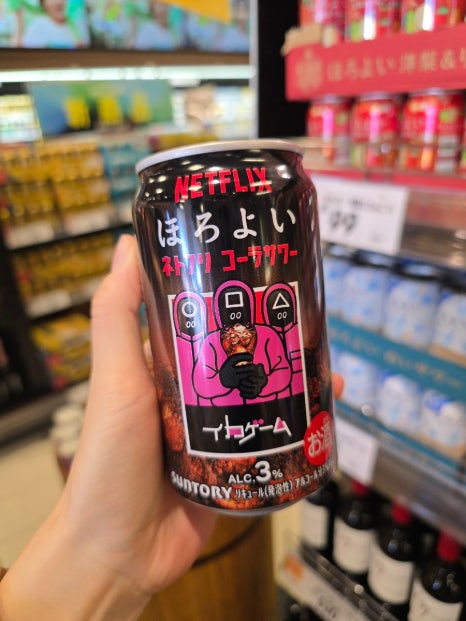 NETFLIX
ほろよい
ネトフリ コーラサワー
イカゲーム
お酒
ALC.3%
SUNTORY リキュール(発泡性)
ほろよい 洋梨&
99